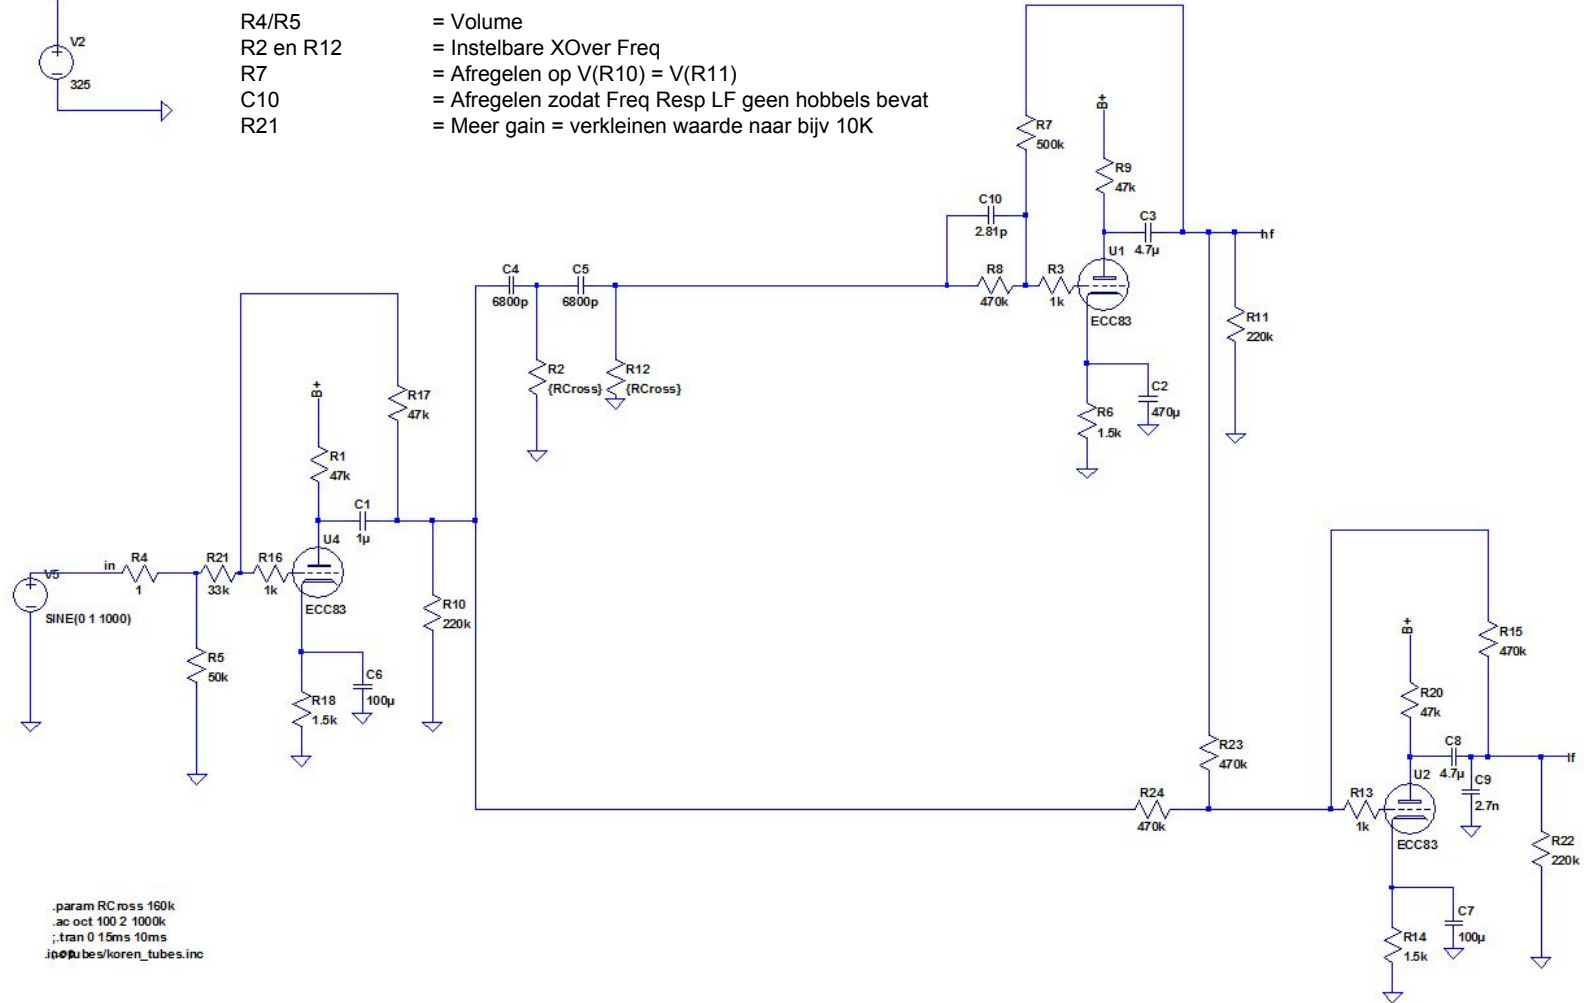 V2
325
R4/R5 = Volume
R2 en R12 = Instelbare XOver Freq
R7 = Afregelen op V(R10) = V(R11)
C10 = Afregelen zodat Freq Resp LF geen hobbels bevat
R21 = Meer gain = verkleinen waarde naar bijv 10K
B+
R7
500k
R9
47k
C10
2.81p
C3
4.7µ
hf
U1
C4
6800p
C5
6800p
R8
470k
R3
1k
ECC83
R11
220k
R2
{RCross}
R12
{RCross}
C2
470µ
R6
1.5k
B+
R17
47k
R1
47k
C1
1µ
U4
V5
in
R4
1
R21
33k
R16
1k
ECC83
SINE(0 1 1000)
R10
220k
R5
50k
C6
100µ
R18
1.5k
B+
R15
470k
R20
47k
R23
470k
C8
4.7µ
lf
U2
C9
2.7n
R24
470k
R13
1k
ECC83
R22
220k
C7
100µ
R14
1.5k
.param RCross 160k
.ac oct 100 2 1000k
;.tran 0 15ms 10ms